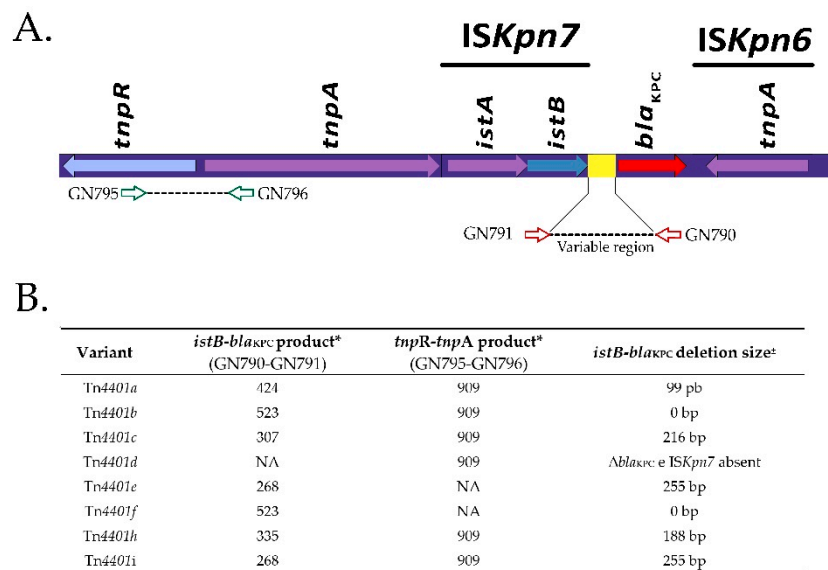 A.
ISKpn7 ISKpn6
tnpR tnpA istA istB blaKPC tnpA
GN795 GN796 GN791 GN790
Variable region
B.
Variant istB-blaKPC product* tnpR-tnpA product* istB-blaKPC deletion size±
(GN790-GN791) (GN795-GN796)
Tn4401a 424 909 99 pb
Tn4401b 523 909 0 bp
Tn4401c 307 909 216 bp
Tn4401d NA 909 ΔblaKPC e ISKpn7 absent
Tn4401e 268 NA 255 bp
Tn4401f 523 NA 0 bp
Tn4401h 335 909 188 bp
Tn4401i 268 909 255 bp